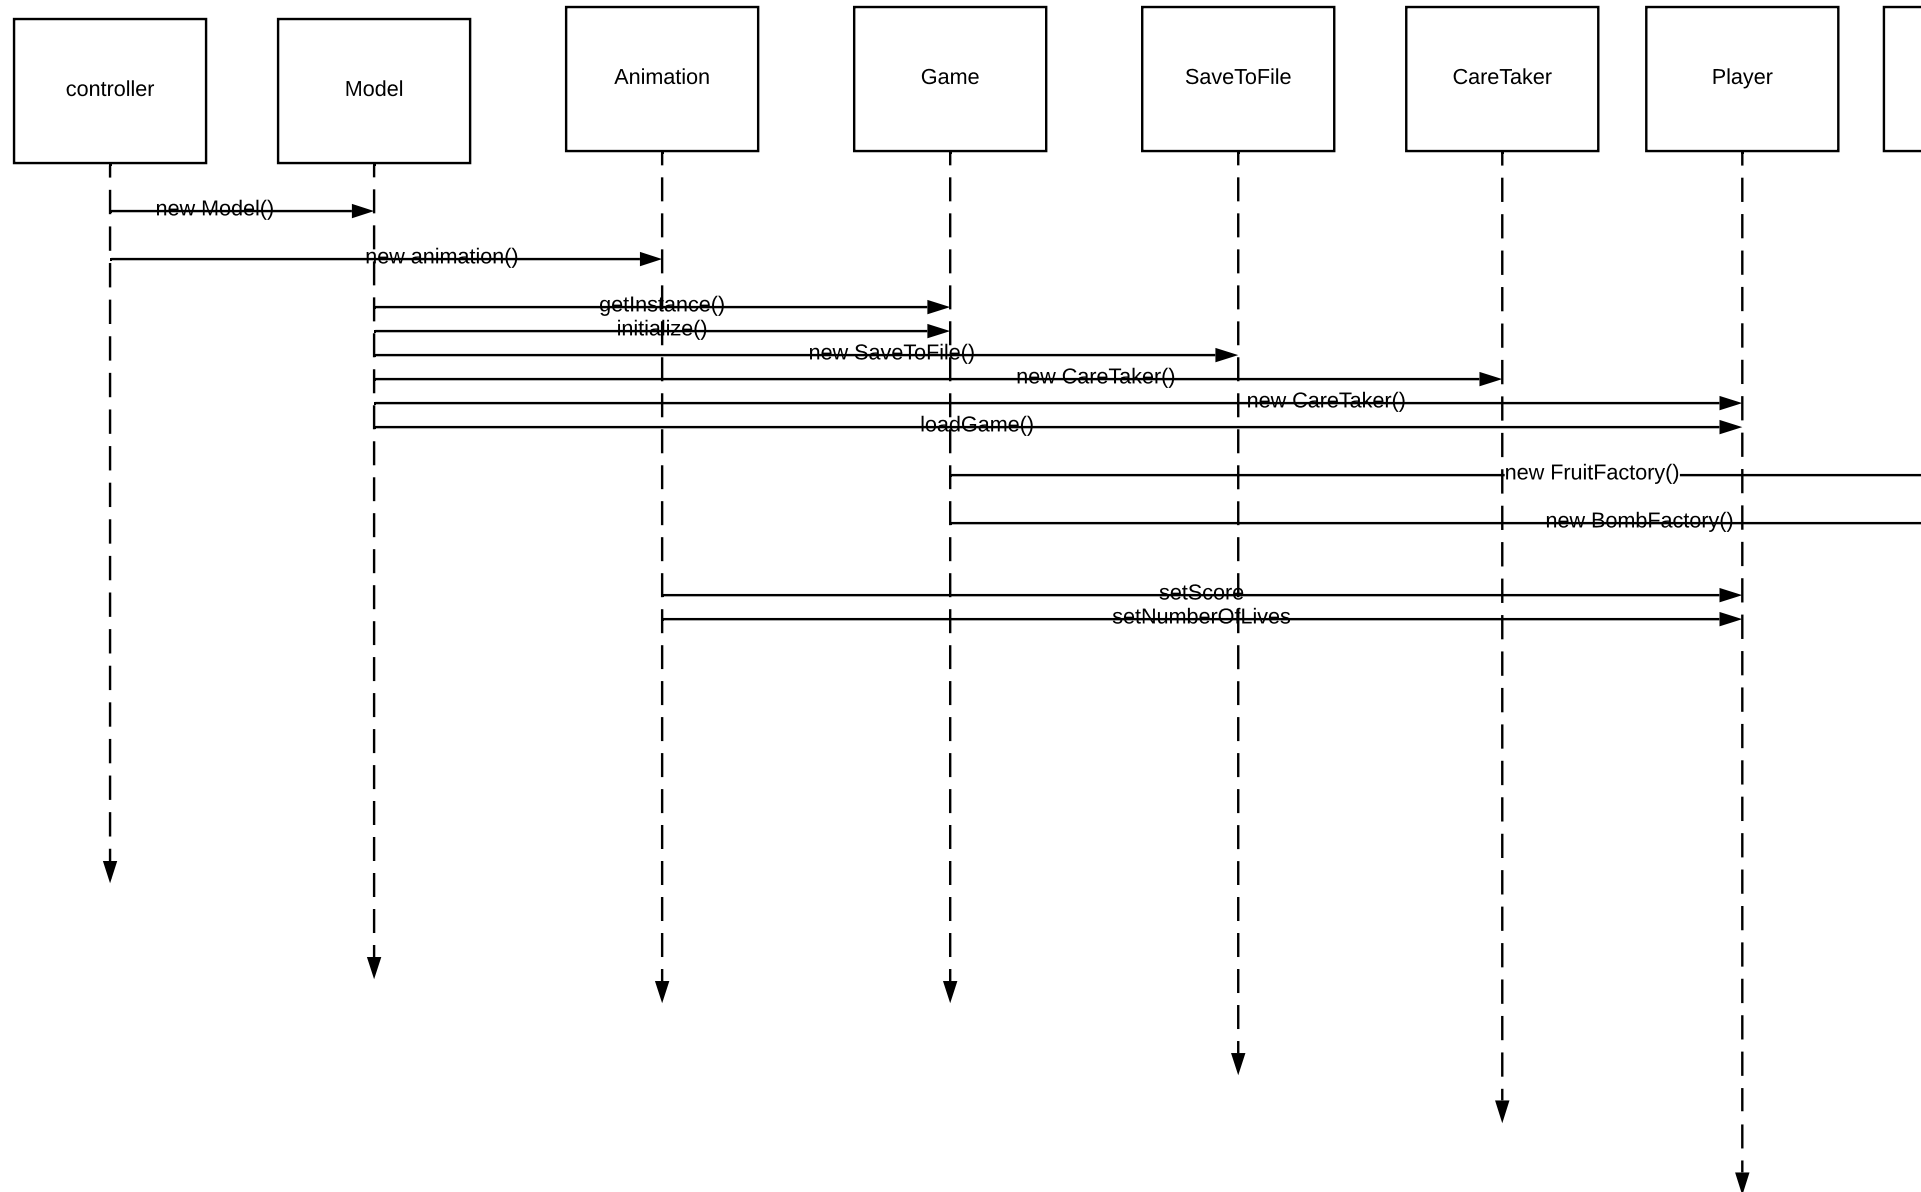 controller
Model
Animation
Game
SaveToFile
CareTaker
Player
new Model()
new animation()
getInstance()
initialize()
new SaveToFile()
new CareTaker()
new CareTaker()
loadGame()
new FruitFactory()
new BombFactory()
setScore
setNumberOfLives